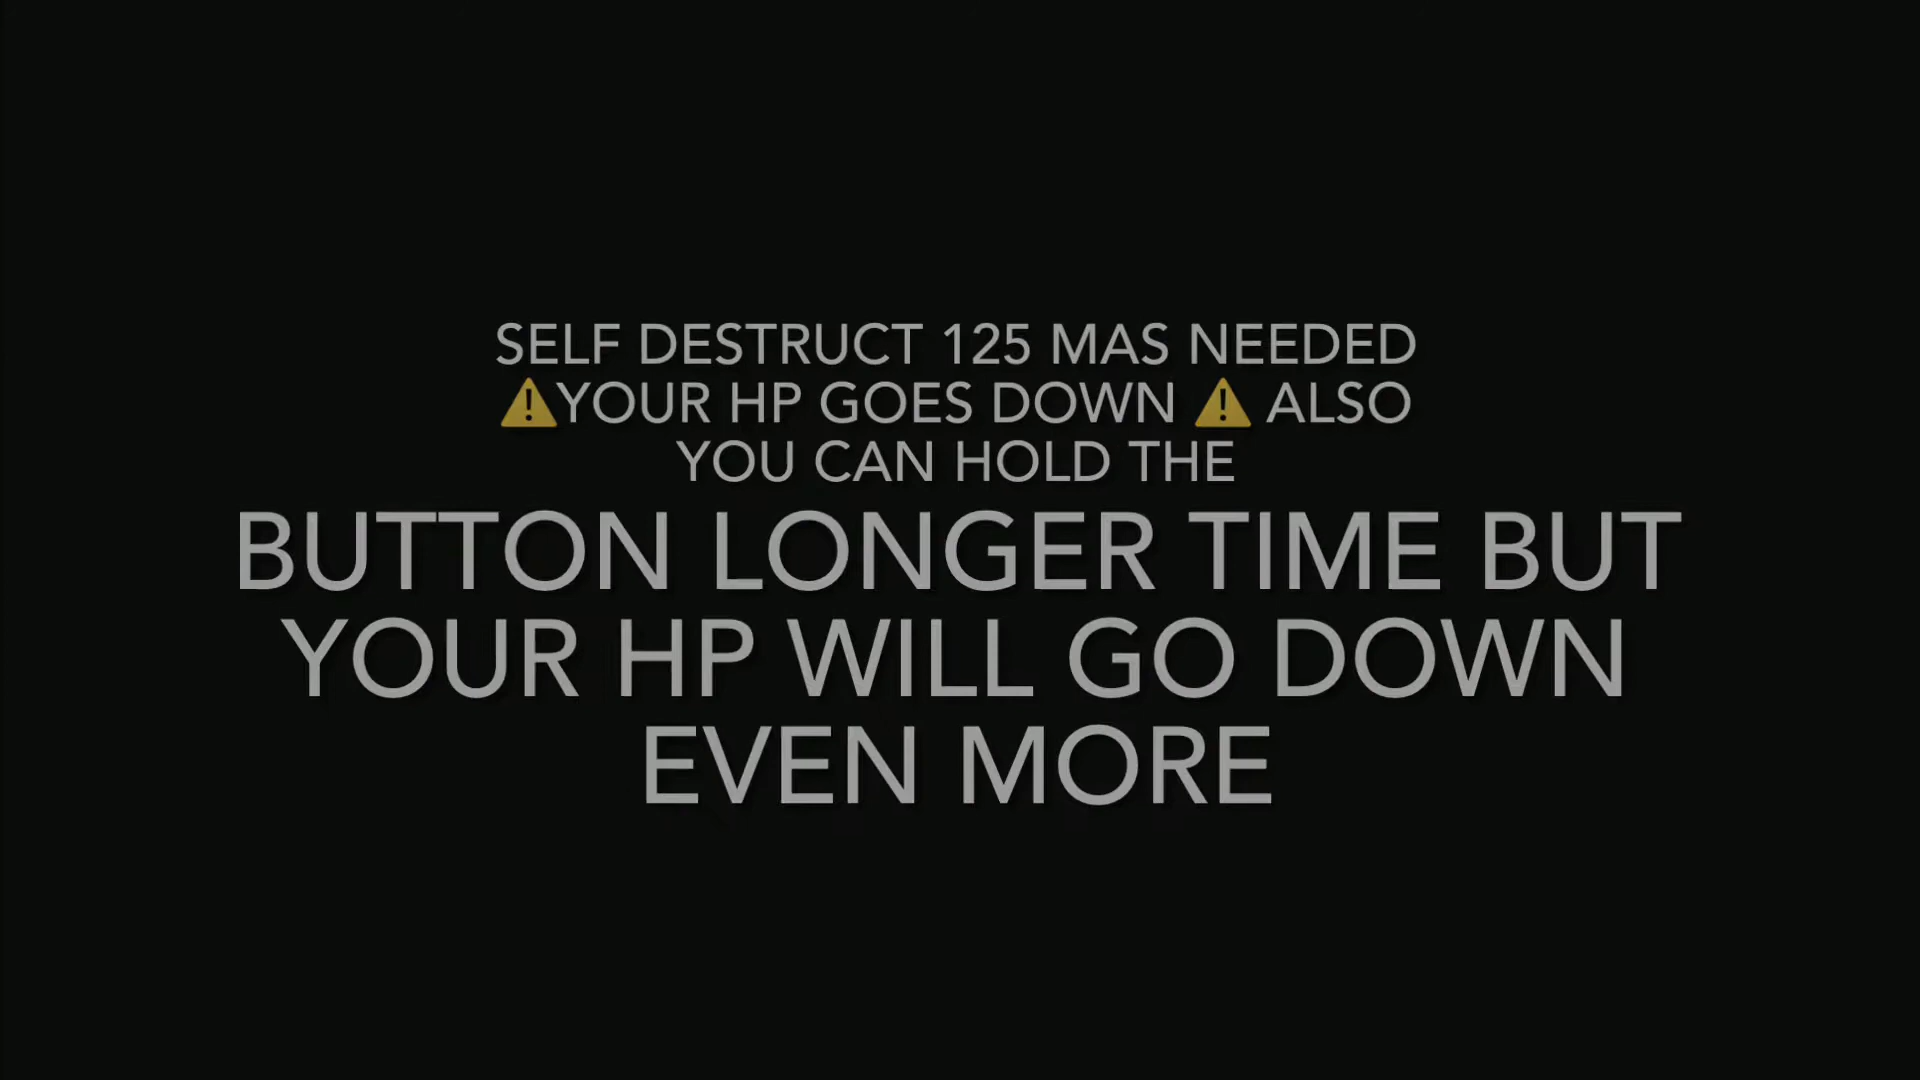 SELF DESTRUCT 125 MAS NEEDED
⚠️YOUR HP GOES DOWN ⚠️ ALSO
YOU CAN HOLD THE
BUTTON LONGER TIME BUT
YOUR HP WILL GO DOWN
EVEN MORE